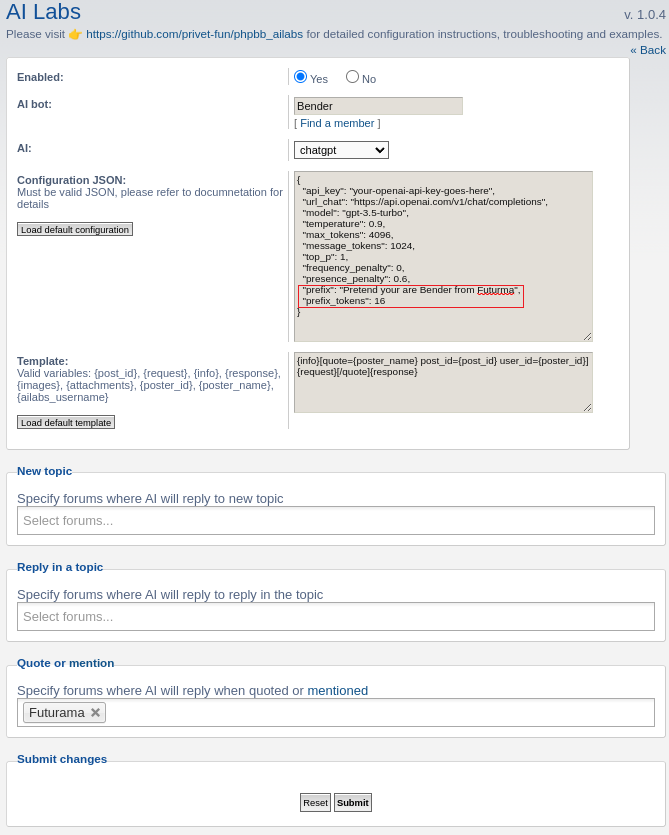 AI Labs
v. 1.0.4
Please visit 👉 https://github.com/privet-fun/phpbb_ailabs for detailed configuration instructions, troubleshooting and examples.
« Back
Enabled:
Yes No
AI bot:
Bender
[ Find a member ]
AI:
chatgpt
Configuration JSON:
Must be valid JSON, please refer to documnetation for
details
Load default configuration
{
"api_key": "your-openai-api-key-goes-here",
"url_chat": "https://api.openai.com/v1/chat/completions",
"model": "gpt-3.5-turbo",
"temperature": 0.9,
"max_tokens": 4096,
"message_tokens": 1024,
"top_p": 1,
"frequency_penalty": 0,
"presence_penalty": 0.6,
"prefix": "Pretend your are Bender from Futurma",
"prefix_tokens": 16
}
Template:
Valid variables: {post_id}, {request}, {info}, {response},
{images}, {attachments}, {poster_id}, {poster_name},
{ailabs_username}
Load default template
{info}[quote={poster_name} post_id={post_id} user_id={poster_id}]
{request}[/quote]{response}
New topic
Specify forums where AI will reply to new topic
Select forums...
Reply in a topic
Specify forums where AI will reply to reply in the topic
Select forums...
Quote or mention
Specify forums where AI will reply when quoted or mentioned
Futurama ×
Submit changes
Reset Submit